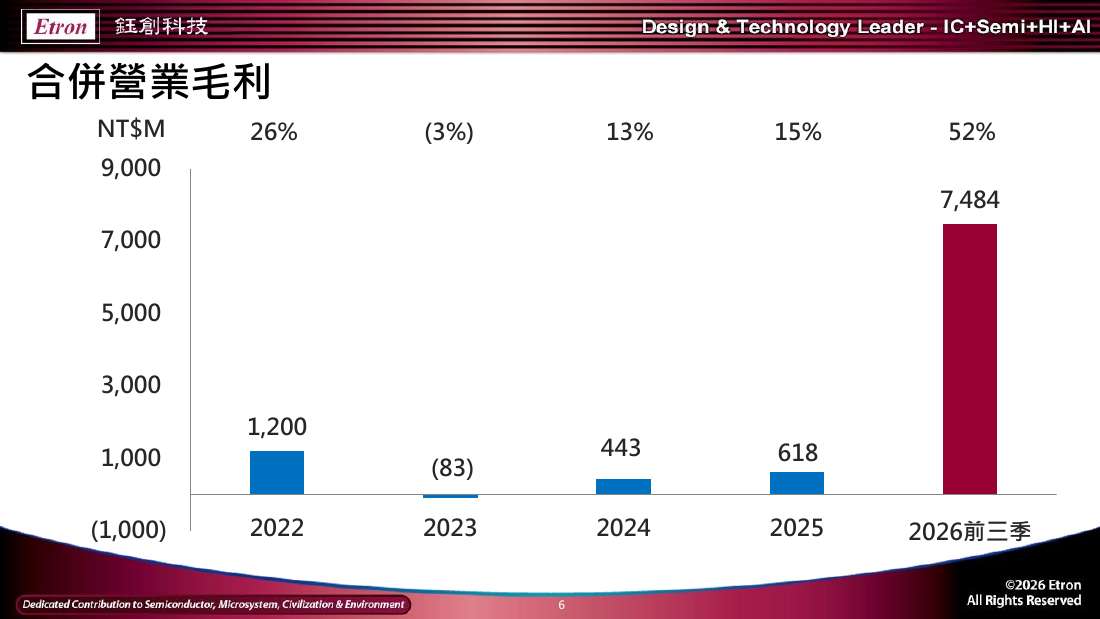 Etron 鈺創科技
Design & Technology Leader - IC+Semi+HI+AI
合併營業毛利
NT$M 26% (3%) 13% 15% 52%
9,000
7,484
7,000
5,000
3,000
1,200
1,000
(83)
443
618
(1,000)
2022 2023 2024 2025 2026前三季
©2026 Etron
All Rights Reserved
Dedicated Contribution to Semiconductor, Microsystem, Civilization & Environment
6